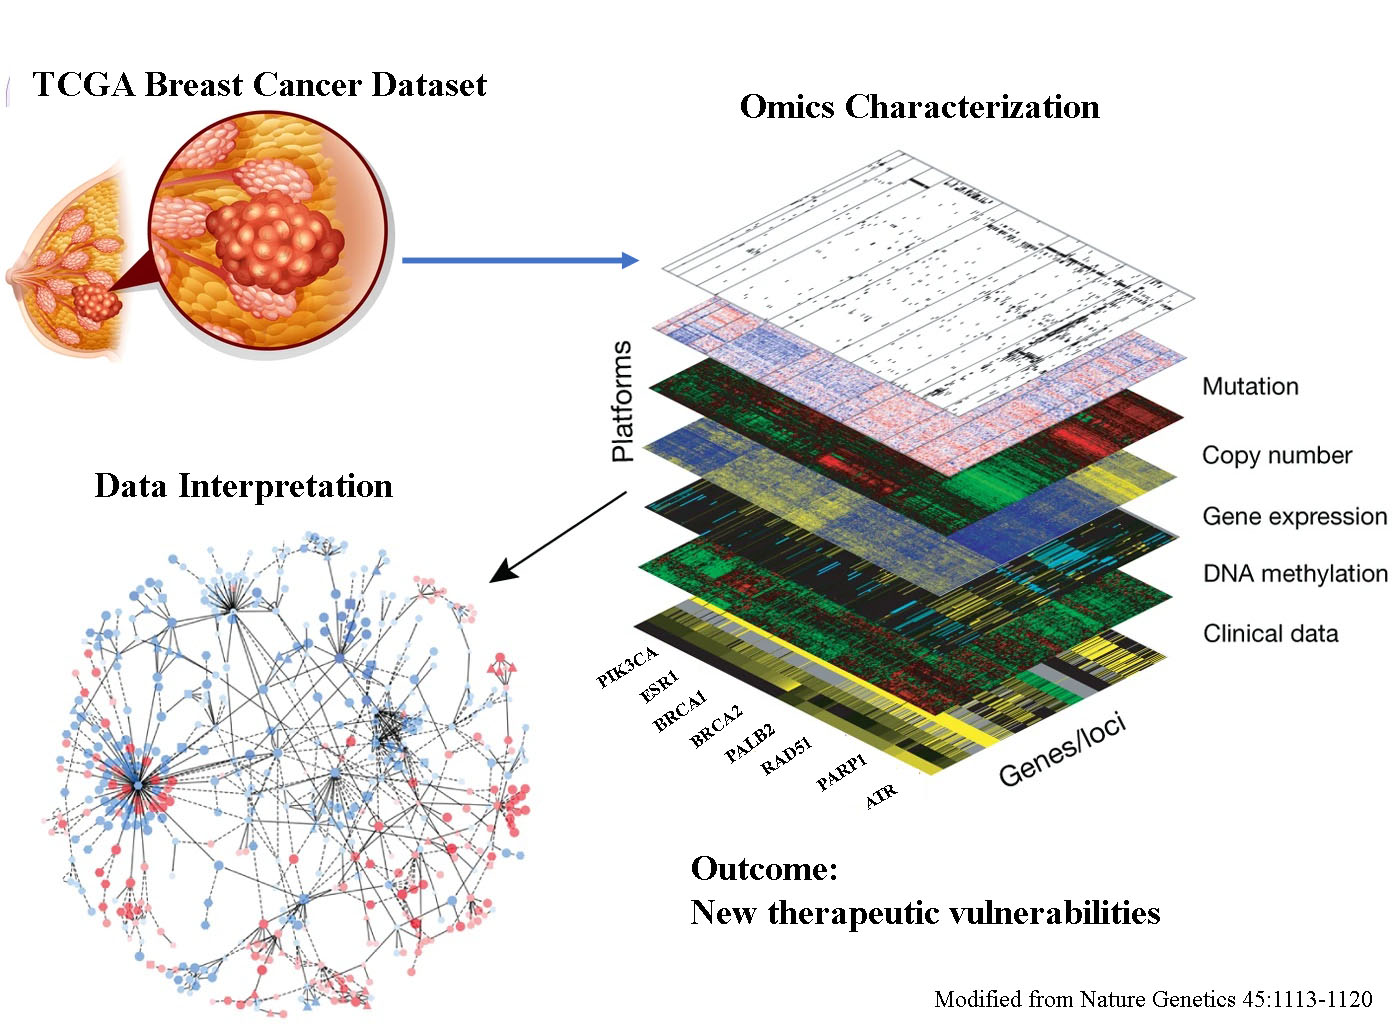 TCGA Breast Cancer Dataset
Omics Characterization
Platforms
Mutation
Copy number
Gene expression
DNA methylation
Clinical data
PIK3CA
ESR1
BRCA1
BRCA2
PALB2
RAD51
PARP1
ATR
Genes/loci
Data Interpretation
Outcome:
New therapeutic vulnerabilities
Modified from Nature Genetics 45:1113-1120